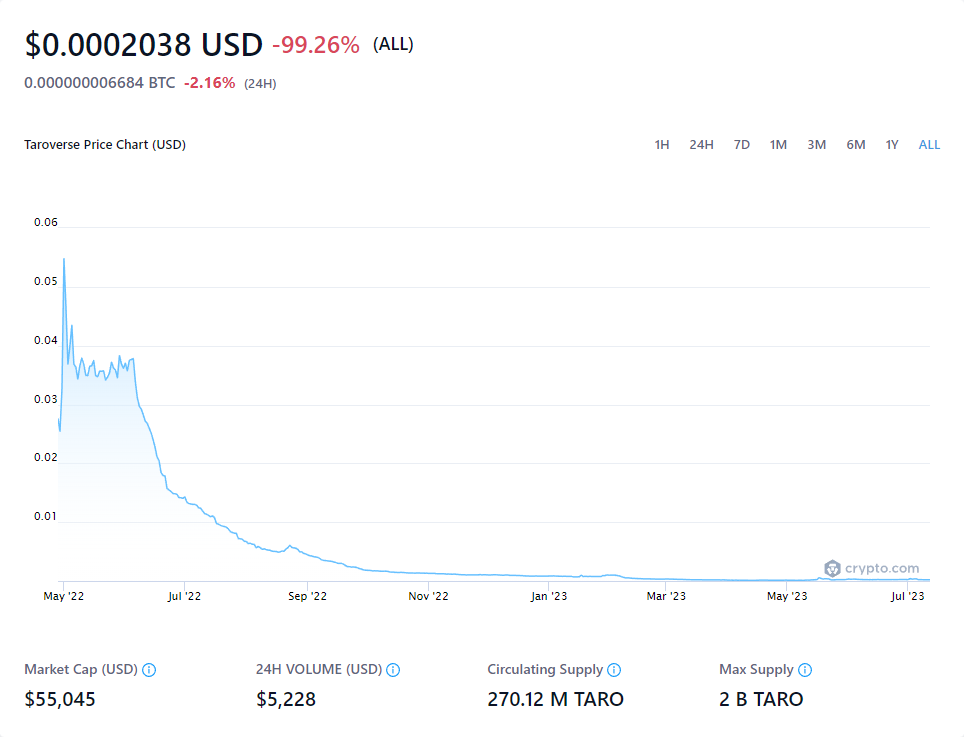 $0.0002038 USD -99.26% (ALL)
0.000000006684 BTC -2.16% (24H)
Taroverse Price Chart (USD) 1H 24H 7D 1M 3M 6M 1Y ALL
0.06
0.05
0.04
0.03
0.02
0.01
crypto.com
May '22 Jul '22 Sep '22 Nov '22 Jan '23 Mar '23 May '23 Jul '23
Market Cap (USD) 24H VOLUME (USD) Circulating Supply Max Supply
$55,045 $5,228 270.12 M TARO 2 B TARO